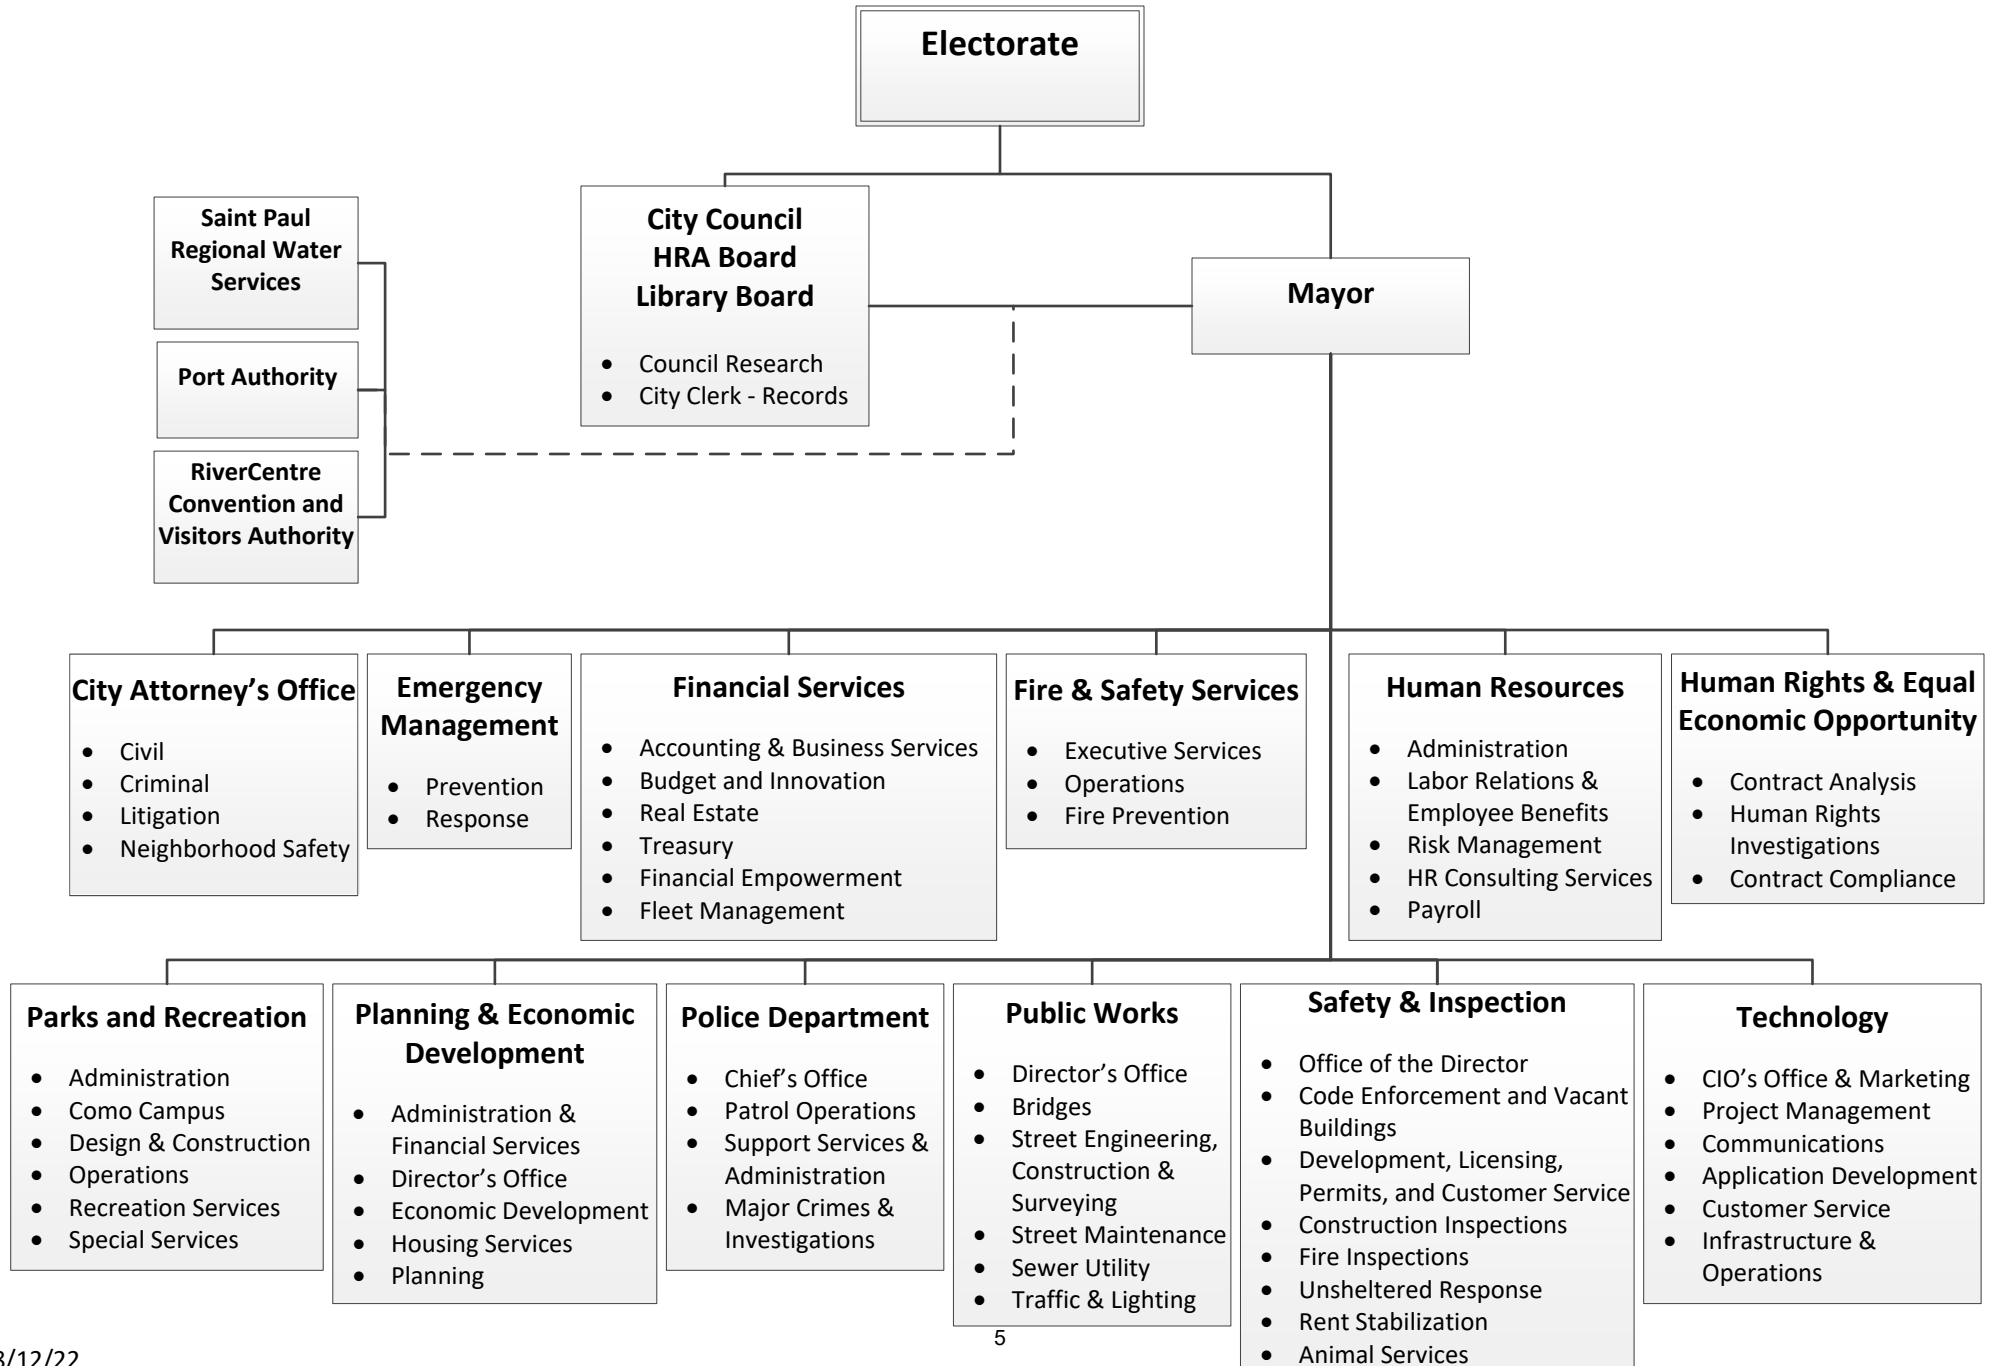 Electorate
Saint Paul
Regional Water
Services
Port Authority
RiverCentre
Convention and
Visitors Authority
City Council
HRA Board
Library Board
• Council Research
• City Clerk - Records
Mayor
City Attorney’s Office
• Civil
• Criminal
• Litigation
• Neighborhood Safety
Emergency
Management
• Prevention
• Response
Financial Services
• Accounting & Business Services
• Budget and Innovation
• Real Estate
• Treasury
• Financial Empowerment
• Fleet Management
Fire & Safety Services
• Executive Services
• Operations
• Fire Prevention
Human Resources
• Administration
• Labor Relations &
Employee Benefits
• Risk Management
• HR Consulting Services
• Payroll
Human Rights & Equal
Economic Opportunity
• Contract Analysis
• Human Rights
Investigations
• Contract Compliance
Parks and Recreation
• Administration
• Como Campus
• Design & Construction
• Operations
• Recreation Services
• Special Services
Planning & Economic
Development
• Administration &
Financial Services
• Director’s Office
• Economic Development
• Housing Services
• Planning
Police Department
• Chief’s Office
• Patrol Operations
• Support Services &
Administration
• Major Crimes &
Investigations
Public Works
• Director’s Office
• Bridges
• Street Engineering,
Construction &
Surveying
• Street Maintenance
• Sewer Utility
• Traffic & Lighting
Safety & Inspection
• Office of the Director
• Code Enforcement and Vacant
Buildings
• Development, Licensing,
Permits, and Customer Service
• Construction Inspections
• Fire Inspections
• Unsheltered Response
• Rent Stabilization
• Animal Services
Technology
• CIO’s Office & Marketing
• Project Management
• Communications
• Application Development
• Customer Service
• Infrastructure &
Operations
5
8/12/22